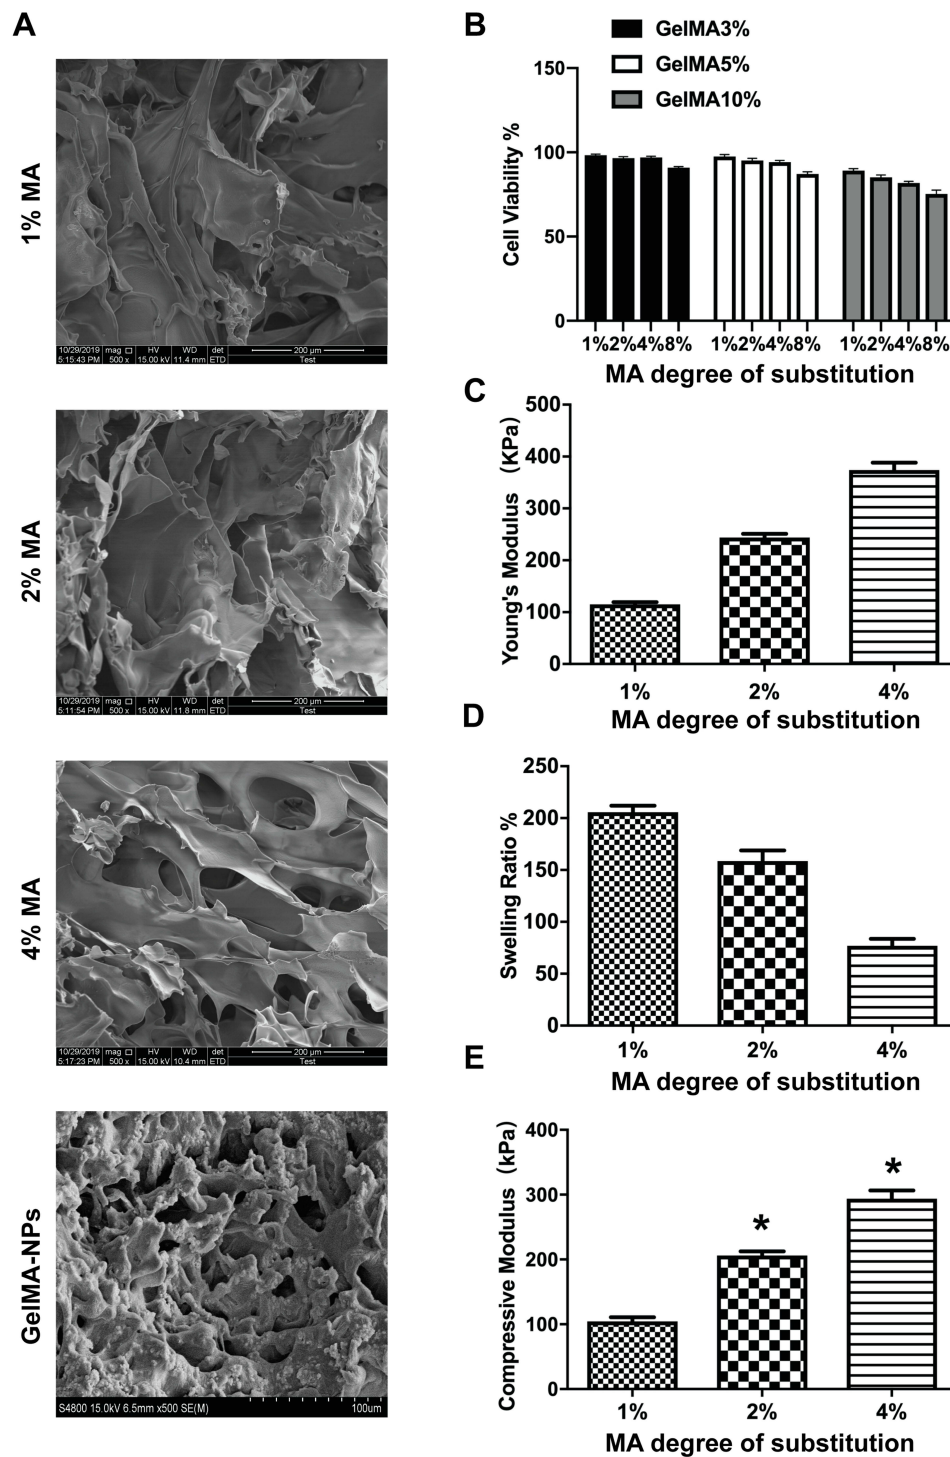 A
1% MA
10/29/2019 mag □ HV WD det 200 µm
5:15:43 PM 500 x 15.00 kV 11.4 mm ETD Test
2% MA
10/29/2019 mag □ HV WD det 200 µm
5:11:54 PM 500 x 15.00 kV 11.8 mm ETD Test
4% MA
10/29/2019 mag □ HV WD det 200 µm
5:17:23 PM 500 x 15.00 kV 10.4 mm ETD Test
GelMA-NPs
S4800 15.0kV 6.5mm x500 SE(M) 100um
B
GelMA3%
GelMA5%
GelMA10%
Cell Viability %
150
100
50
0
1% 2% 4% 8% 1% 2% 4% 8% 1% 2% 4% 8%
MA degree of substitution
C
Young's Modulus (KPa)
500
400
300
200
100
0
1% 2% 4%
MA degree of substitution
D
Swelling Ratio %
250
200
150
100
50
0
1% 2% 4%
MA degree of substitution
E
Compressive Modulus (kPa)
400
300
200
100
0
* *
1% 2% 4%
MA degree of substitution